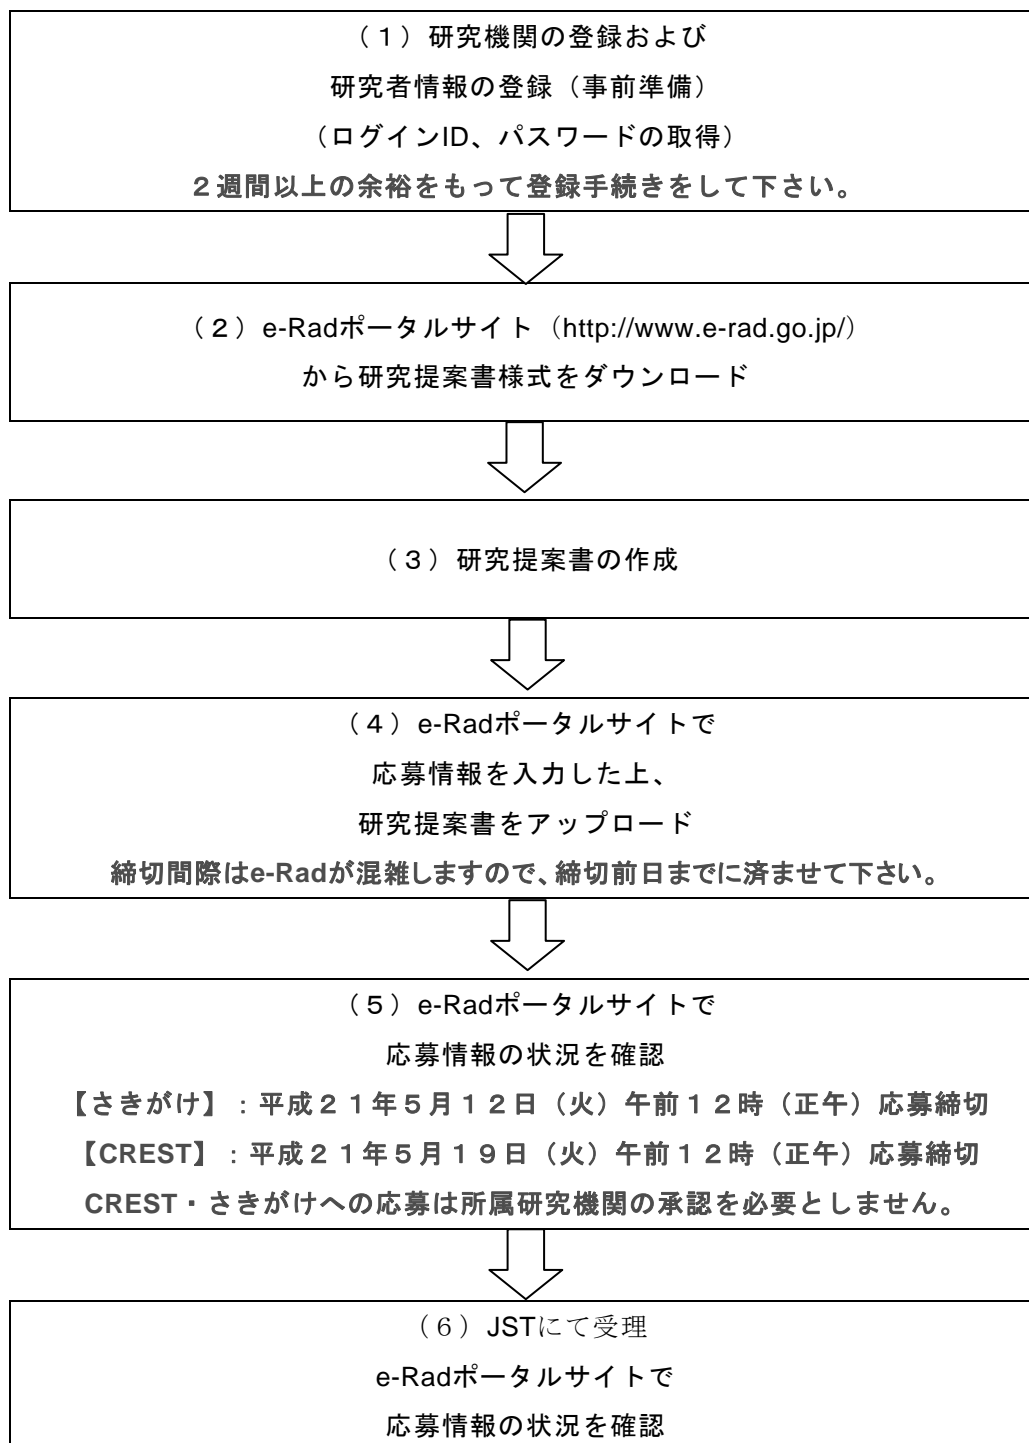 （１）研究機関の登録および
研究者情報の登録（事前準備）
（ログインID、パスワードの取得）
２週間以上の余裕をもって登録手続きをして下さい。
（２）e-Radポータルサイト（http://www.e-rad.go.jp/）
から研究提案書様式をダウンロード
（３）研究提案書の作成
（４）e-Radポータルサイトで
応募情報を入力した上、
研究提案書をアップロード
締切間際はe-Radが混雑しますので、締切前日までに済ませて下さい。
（５）e-Radポータルサイトで
応募情報の状況を確認
【さきがけ】：平成２１年５月１２日（火）午前１２時（正午）応募締切
【CREST】：平成２１年５月１９日（火）午前１２時（正午）応募締切
CREST・さきがけへの応募は所属研究機関の承認を必要としません。
（６）JSTにて受理
e-Radポータルサイトで
応募情報の状況を確認